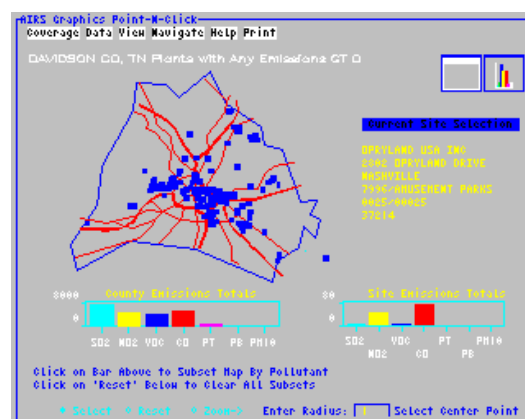 AIRS Graphics Point-N-Click
Coverage Data View Navigate Help Print
DAVIDSON CO, TN Plants with Any Emissions GT 0
Current Site Selection
OPRYLAND USA INC
2802 OPRYLAND DRIVE
NASHVILLE
7996/AMUSEMENT PARKS
0025/00025
37214
8000 County Emissions Totals
0
SO2 NO2 VOC CO PT PB PM10
80 Site Emissions Totals
0
SO2 VOC PT PM10
NO2 CO PB
Click on Bar Above to Subset Map By Pollutant
Click on 'Reset' Below to Clear All Subsets
Select Reset Zoom-> Enter Radius: Select Center Point